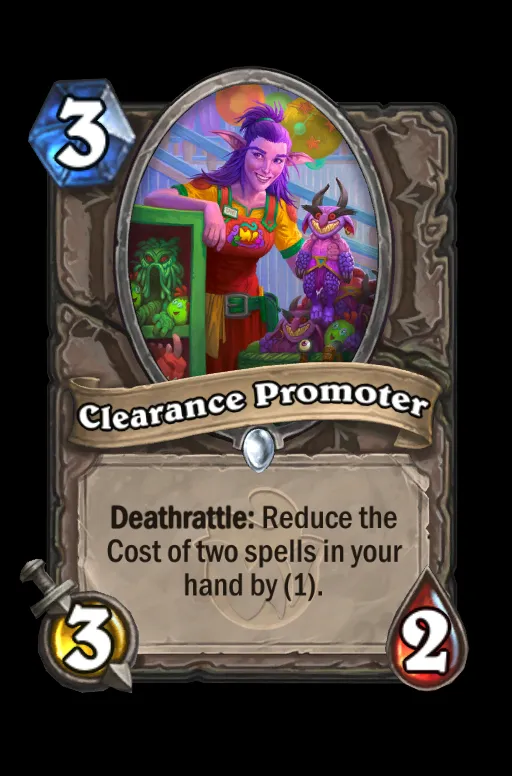 3
Clearance Promoter
Deathrattle: Reduce the
Cost of two spells in your
hand by (1).
3
2